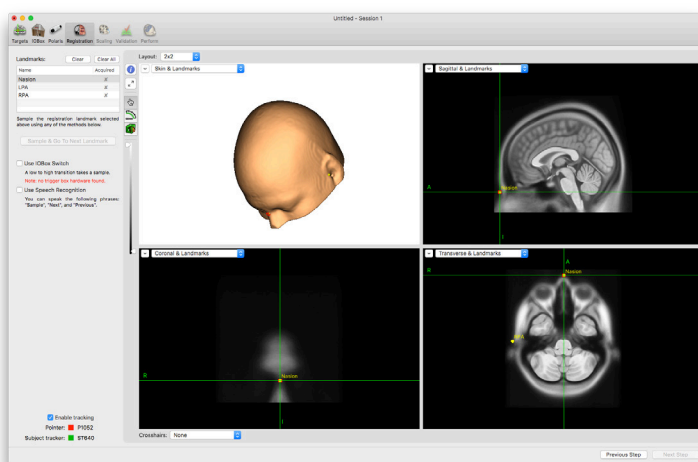 Untitled - Session 1
Targets IOBox Polaris Registration Scaling Validation Perform
Landmarks: Clear Clear All
Name Acquired
Nasion X
LPA X
RPA X
Sample the registration landmark selected
above using any of the methods below.
Sample & Go To Next Landmark
Use IOBox Switch
A low to high transition takes a sample.
Note: no trigger box hardware found.
Use Speech Recognition
You can speak the following phrases:
"Sample", "Next", and "Previous".
Enable tracking
Pointer: P1052
Subject tracker: ST640
Layout: 2x2
Skin & Landmarks
Sagittal & Landmarks
A
Nasion
I
Coronal & Landmarks
R
Nasion
I
Transverse & Landmarks
A
R
Nasion
RPA
Crosshairs: None
Previous Step Next Step